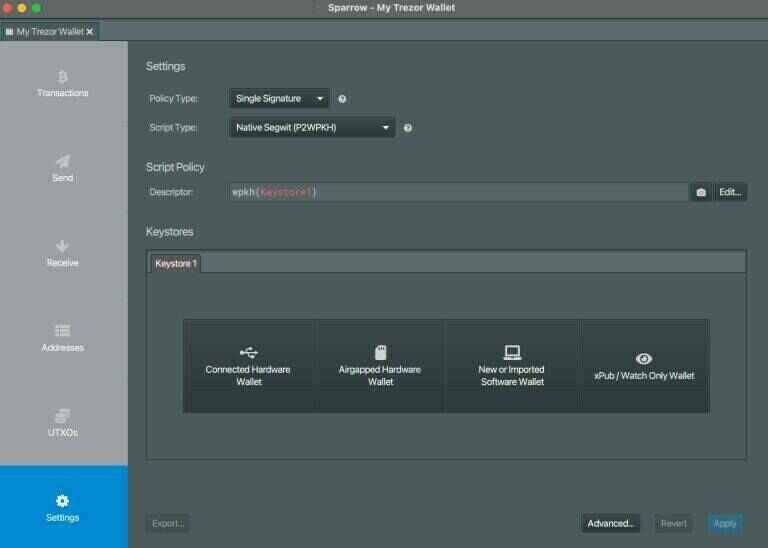 Sparrow - My Trezor Wallet
My Trezor Wallet
Transactions
Send
Receive
Addresses
UTXOs
Settings
Settings
Policy Type: Single Signature
Script Type: Native Segwit (P2WPKH)
Script Policy
Descriptor: wpkh(Keystore1) Edit...
Keystores
Keystore 1
Connected Hardware
Wallet
Airgapped Hardware
Wallet
New or Imported
Software Wallet
xPub / Watch Only Wallet
Export... Advanced... Revert Apply